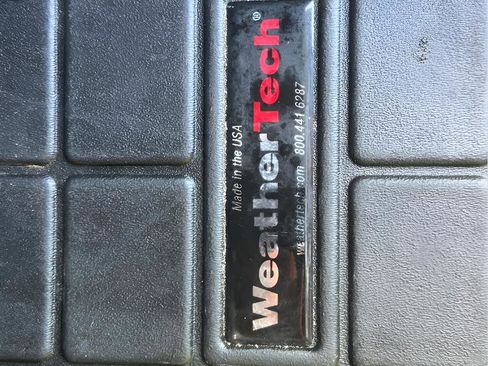 Made in the USA
WeatherTech®
weathertech.com 800.441.6287